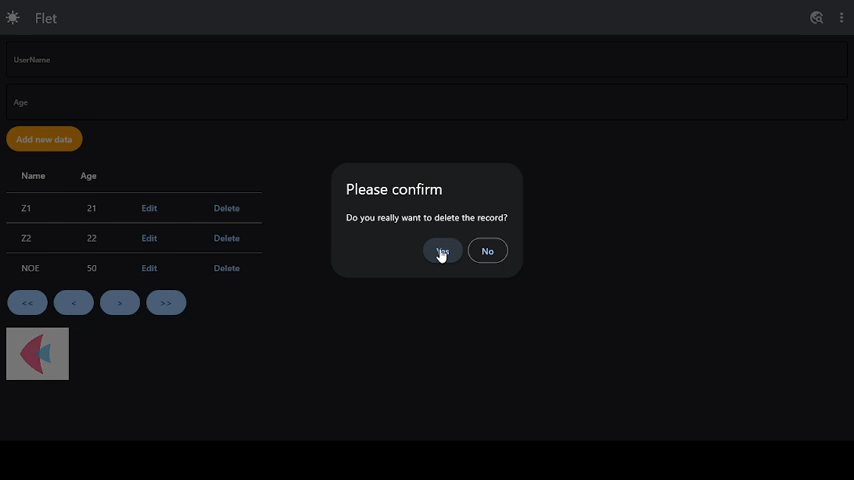 Flet
UserName
Age
Add new data
Name Age
Z1 21 Edit Delete
Z2 22 Edit Delete
NOE 50 Edit Delete
<< < > >>
Please confirm
Do you really want to delete the record?
Yes No